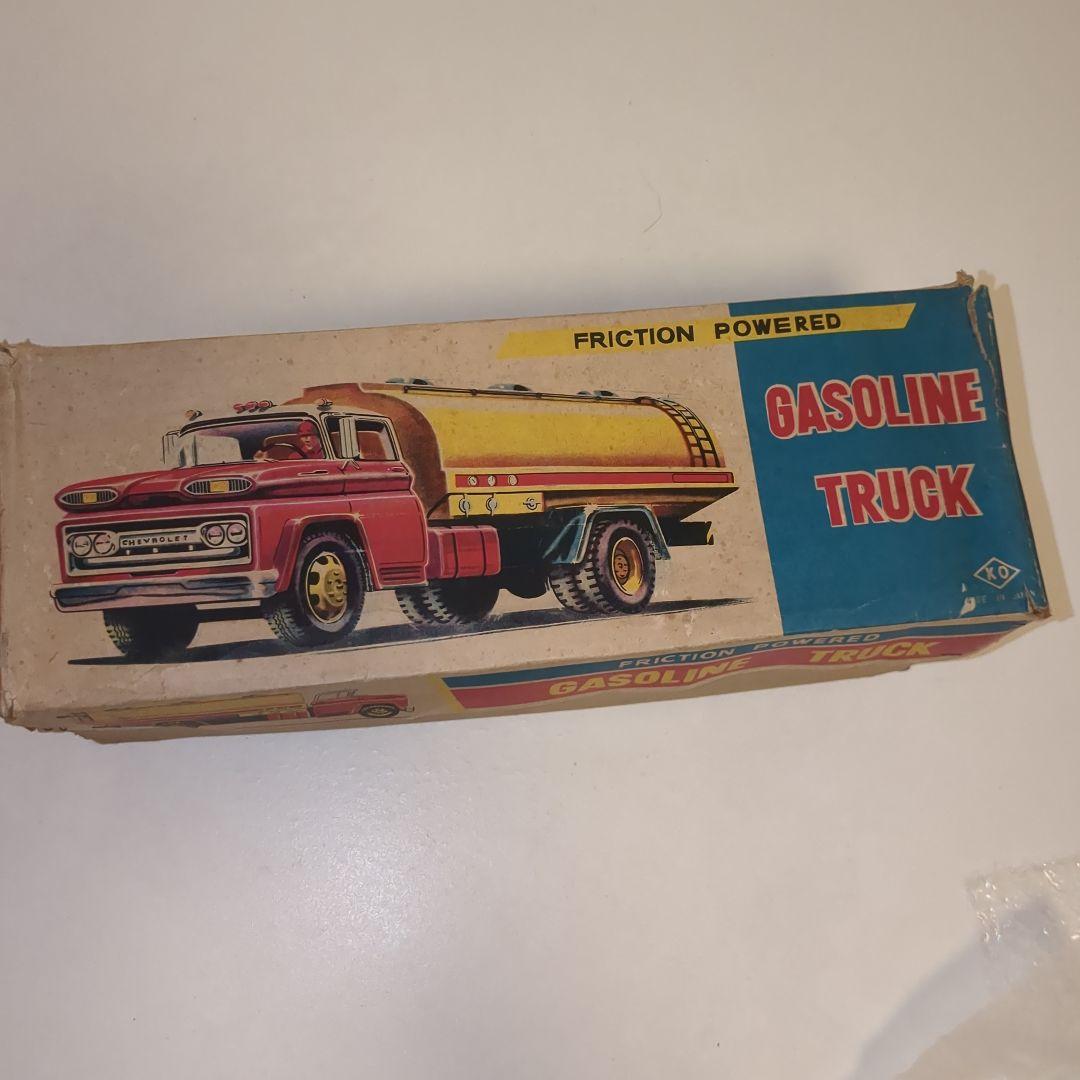 FRICTION POWERED
GASOLINE
TRUCK
CHEVROLET
KO
FRICTION POWERED
GASOLINE TRUCK